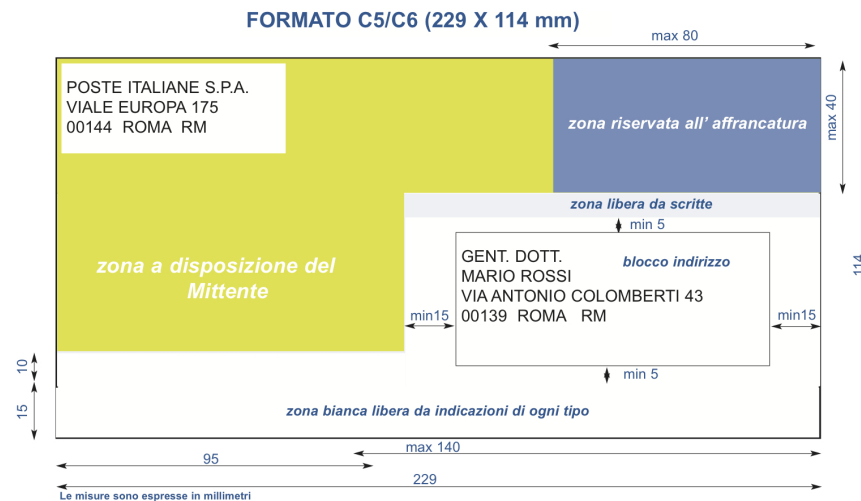 FORMATO C5/C6 (229 X 114 mm)
max 80
POSTE ITALIANE S.P.A.
VIALE EUROPA 175
00144 ROMA RM
zona riservata all' affrancatura
max 40
zona libera da scritte
min 5
zona a disposizione del
Mittente
GENT. DOTT.
blocco indirizzo
MARIO ROSSI
VIA ANTONIO COLOMBERTI 43
00139 ROMA RM
min15
min15
114
min 5
10
15
zona bianca libera da indicazioni di ogni tipo
max 140
95
229
Le misure sono espresse in millimetri